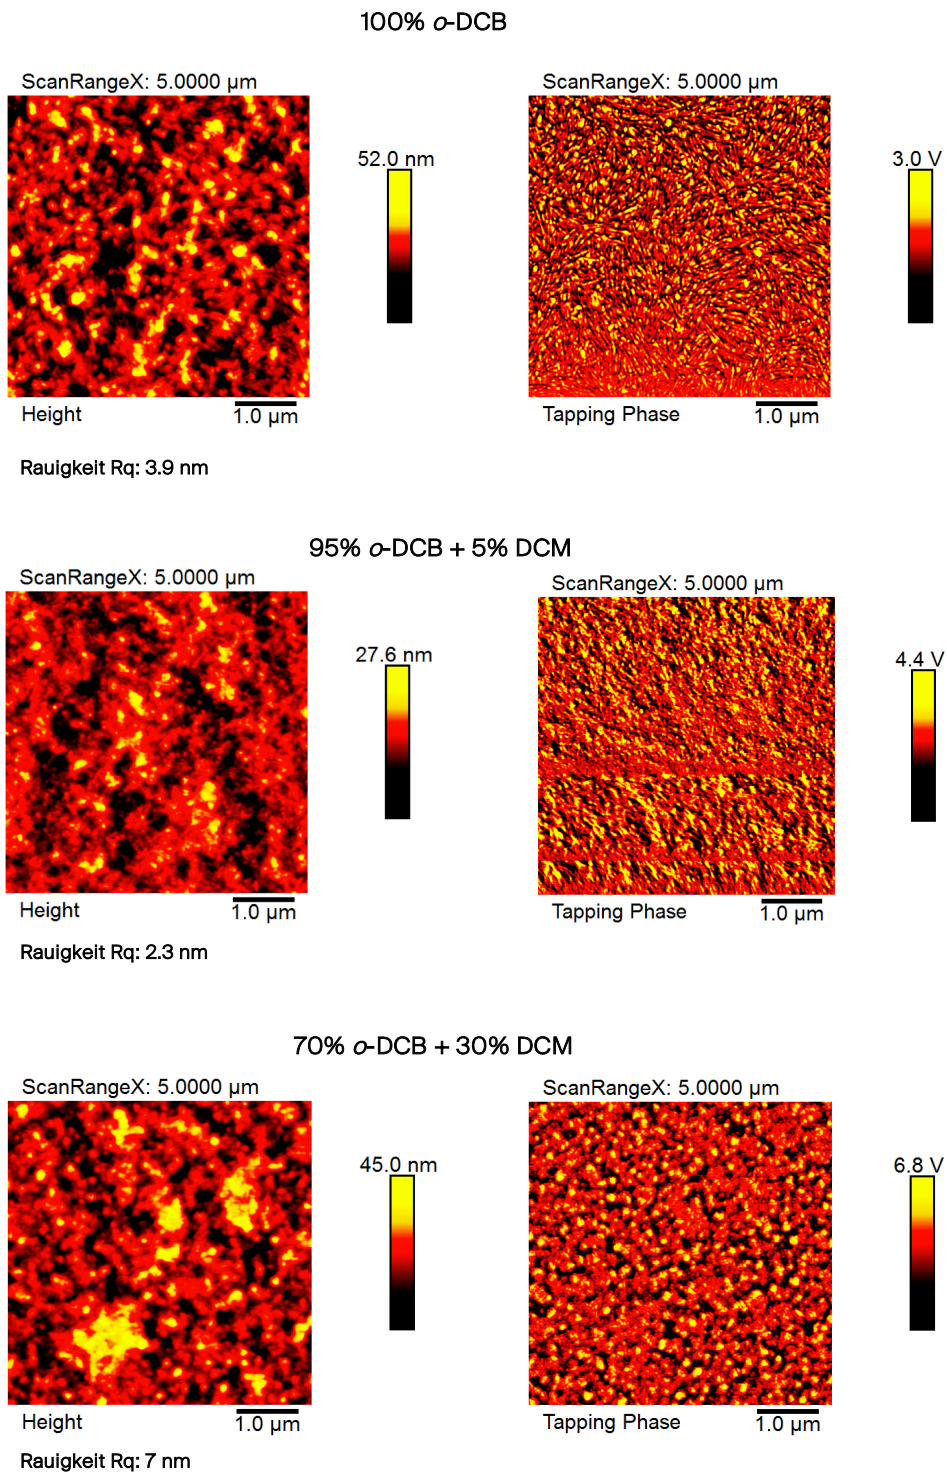 100% o-DCB
ScanRangeX: 5.0000 µm
ScanRangeX: 5.0000 µm
52.0 nm
3.0 V
Height
1.0 µm
Tapping Phase
1.0 µm
Rauigkeit Rq: 3.9 nm
95% o-DCB + 5% DCM
ScanRangeX: 5.0000 µm
ScanRangeX: 5.0000 µm
27.6 nm
4.4 V
Height
1.0 µm
Tapping Phase
1.0 µm
Rauigkeit Rq: 2.3 nm
70% o-DCB + 30% DCM
ScanRangeX: 5.0000 µm
ScanRangeX: 5.0000 µm
45.0 nm
6.8 V
Height
1.0 µm
Tapping Phase
1.0 µm
Rauigkeit Rq: 7 nm